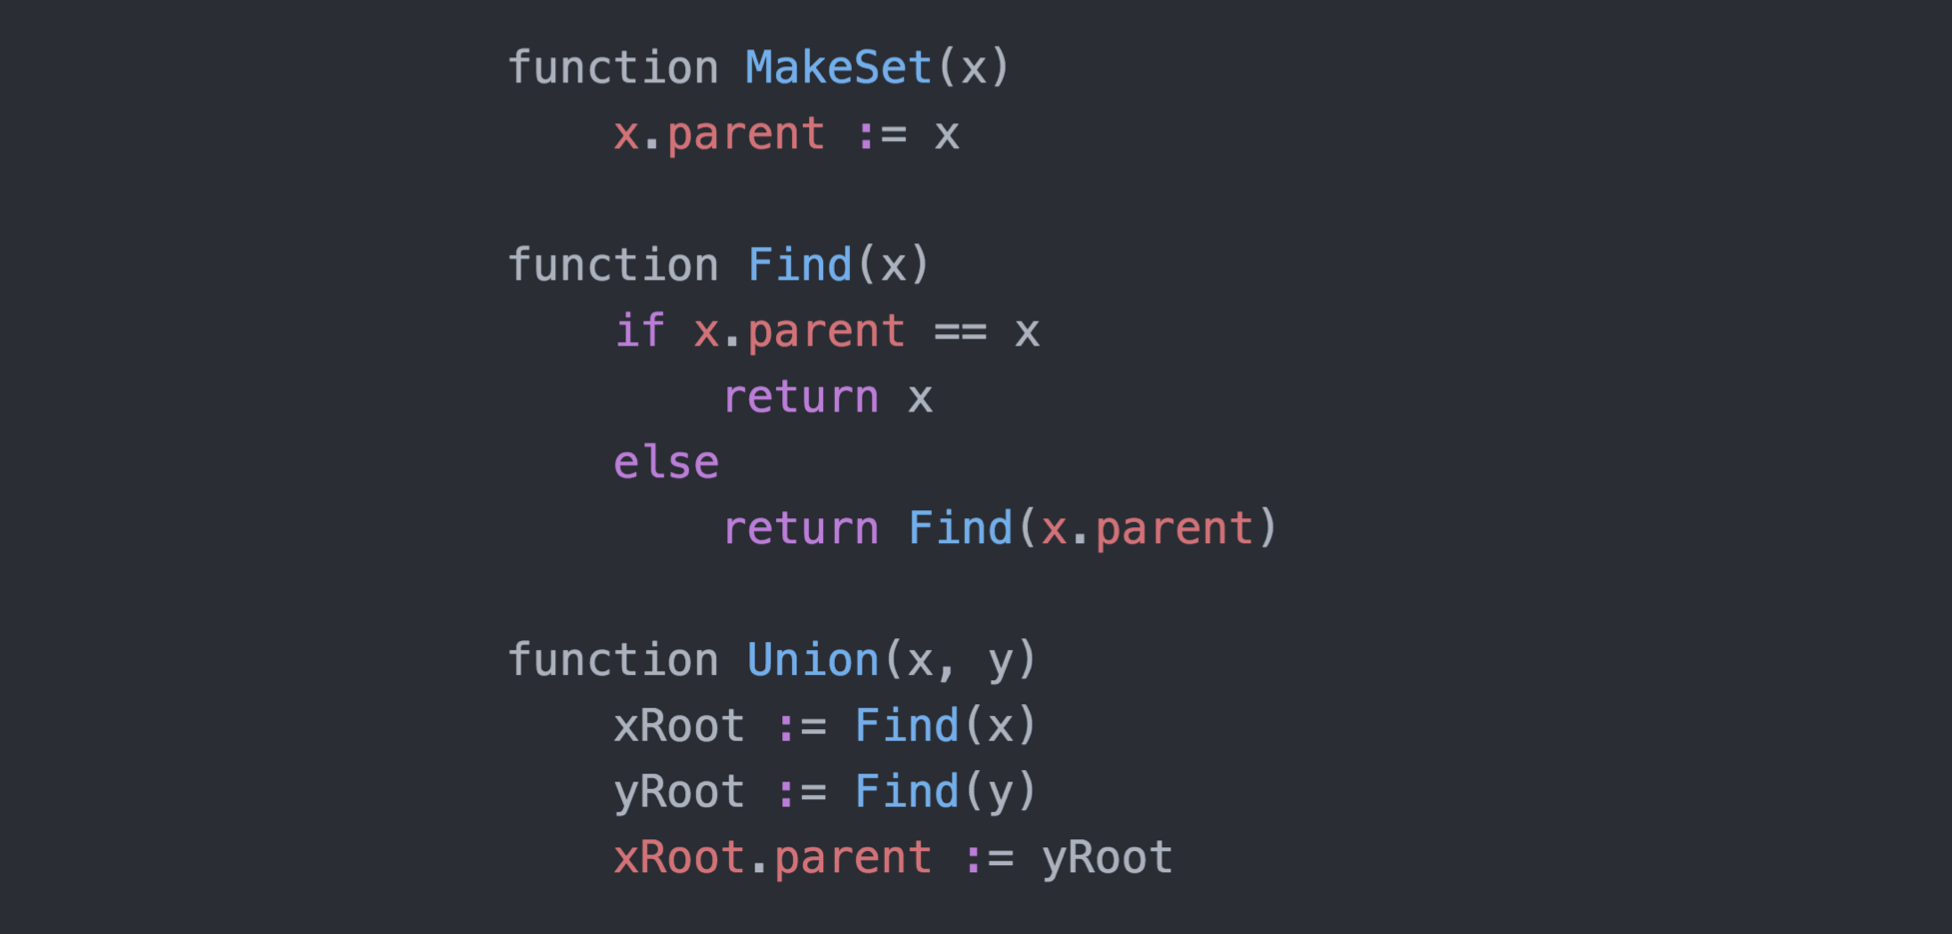 function MakeSet(x)
    x.parent := x
function Find(x)
    if x.parent == x
        return x
    else
        return Find(x.parent)
function Union(x, y)
    xRoot := Find(x)
    yRoot := Find(y)
    xRoot.parent := yRoot